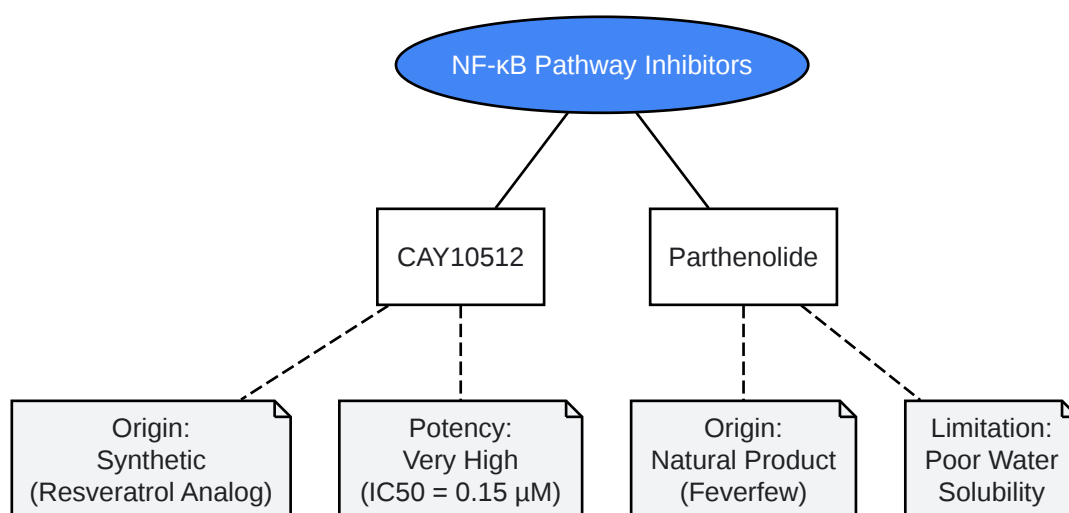 NF-κB Pathway Inhibitors
CAY10512
Parthenolide
Origin:
Synthetic
(Resveratrol Analog)
Potency:
Very High
(IC50 = 0.15 µM)
Origin:
Natural Product
(Feverfew)
Limitation:
Poor Water
Solubility